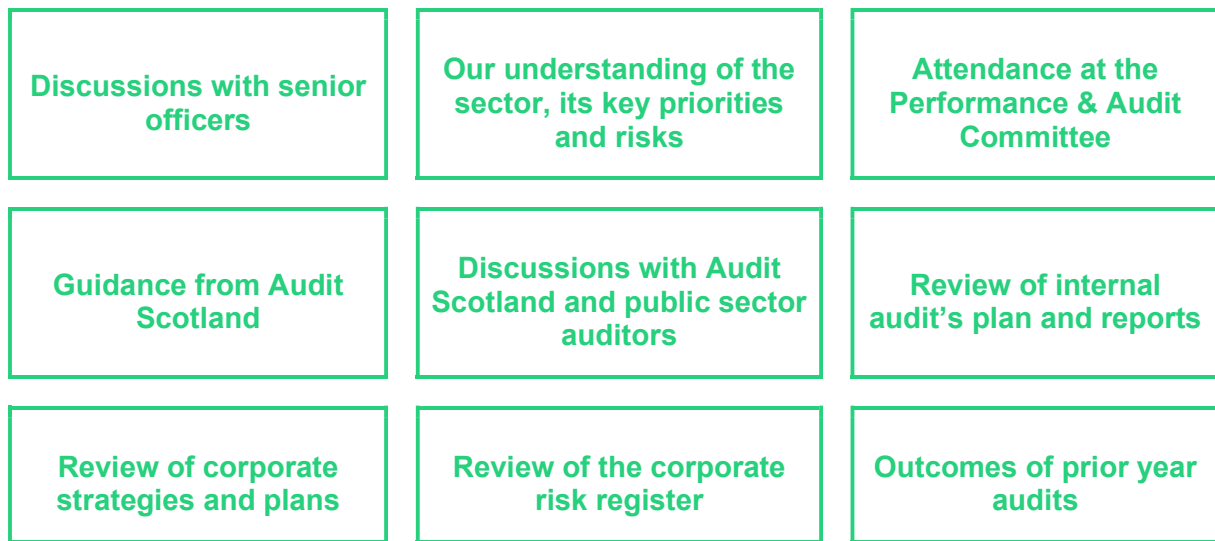 Discussions with senior
officers
Our understanding of the
sector, its key priorities
and risks
Attendance at the
Performance & Audit
Committee
Guidance from Audit
Scotland
Discussions with Audit
Scotland and public sector
auditors
Review of internal
audit’s plan and reports
Review of corporate
strategies and plans
Review of the corporate
risk register
Outcomes of prior year
audits